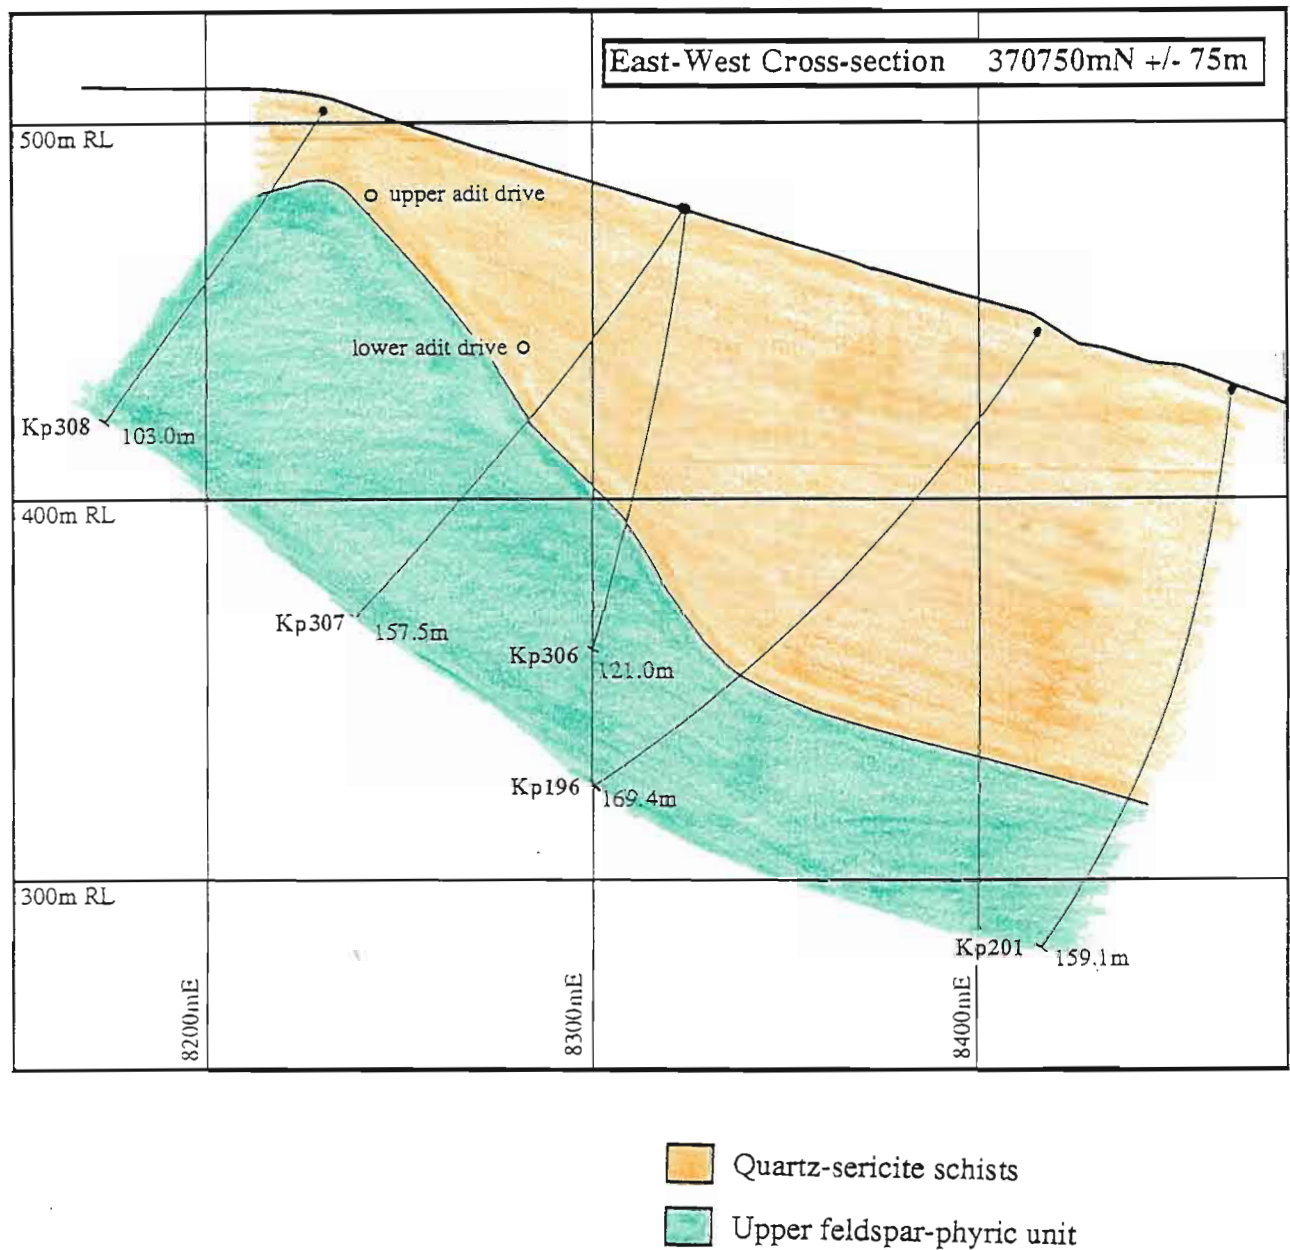 East-West Cross-section 370750mN +/- 75m
500m RL
upper adit drive
lower adit drive
Kp308
103.0m
400m RL
Kp307
157.5m
Kp306
121.0m
Kp196
169.4m
300m RL
Kp201
159.1m
8200mE
8300mE
8400mE
Quartz-sericite schists
Upper feldspar-phyric unit